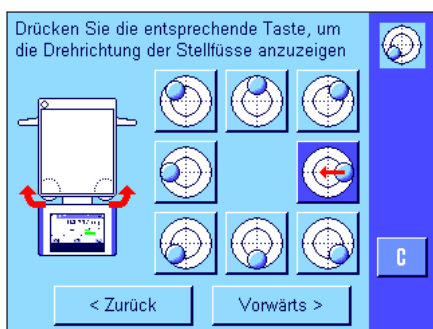 Drücken Sie die entsprechende Taste, um
die Drehrichtung der Stellfüsse anzuzeigen
C
< Zurück
Vorwärts >